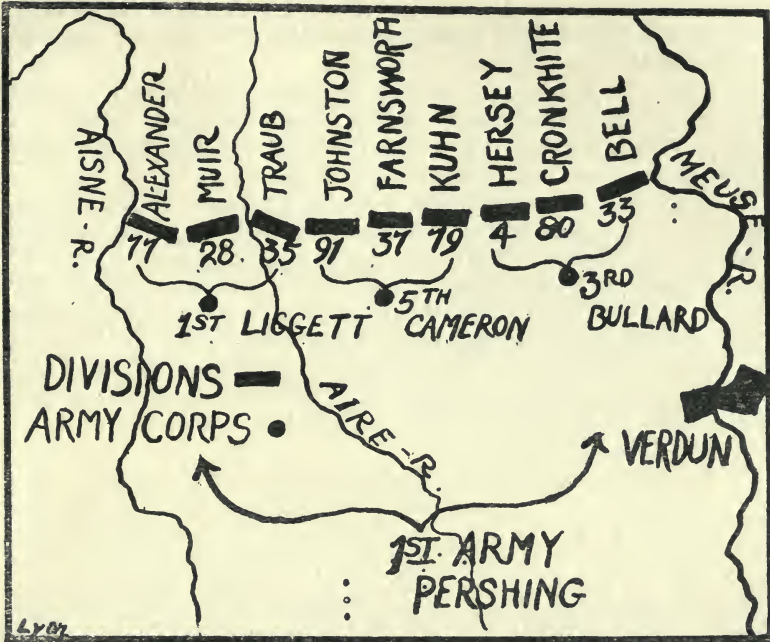 AISNE-R.
ALEXANDER
MUIR
TRAUB
JOHNSTON
FARNSWORTH
KUHN
HERSEY
CRONKHITE
BELL
MEUSE-R.
77 28 35 91 37 79 4 80 33
1ST LIGGETT
5TH CAMERON
3RD BULLARD
DIVISIONS
ARMY CORPS
AIRE-R.
VERDUN
1ST. ARMY
PERSHING
Lyon